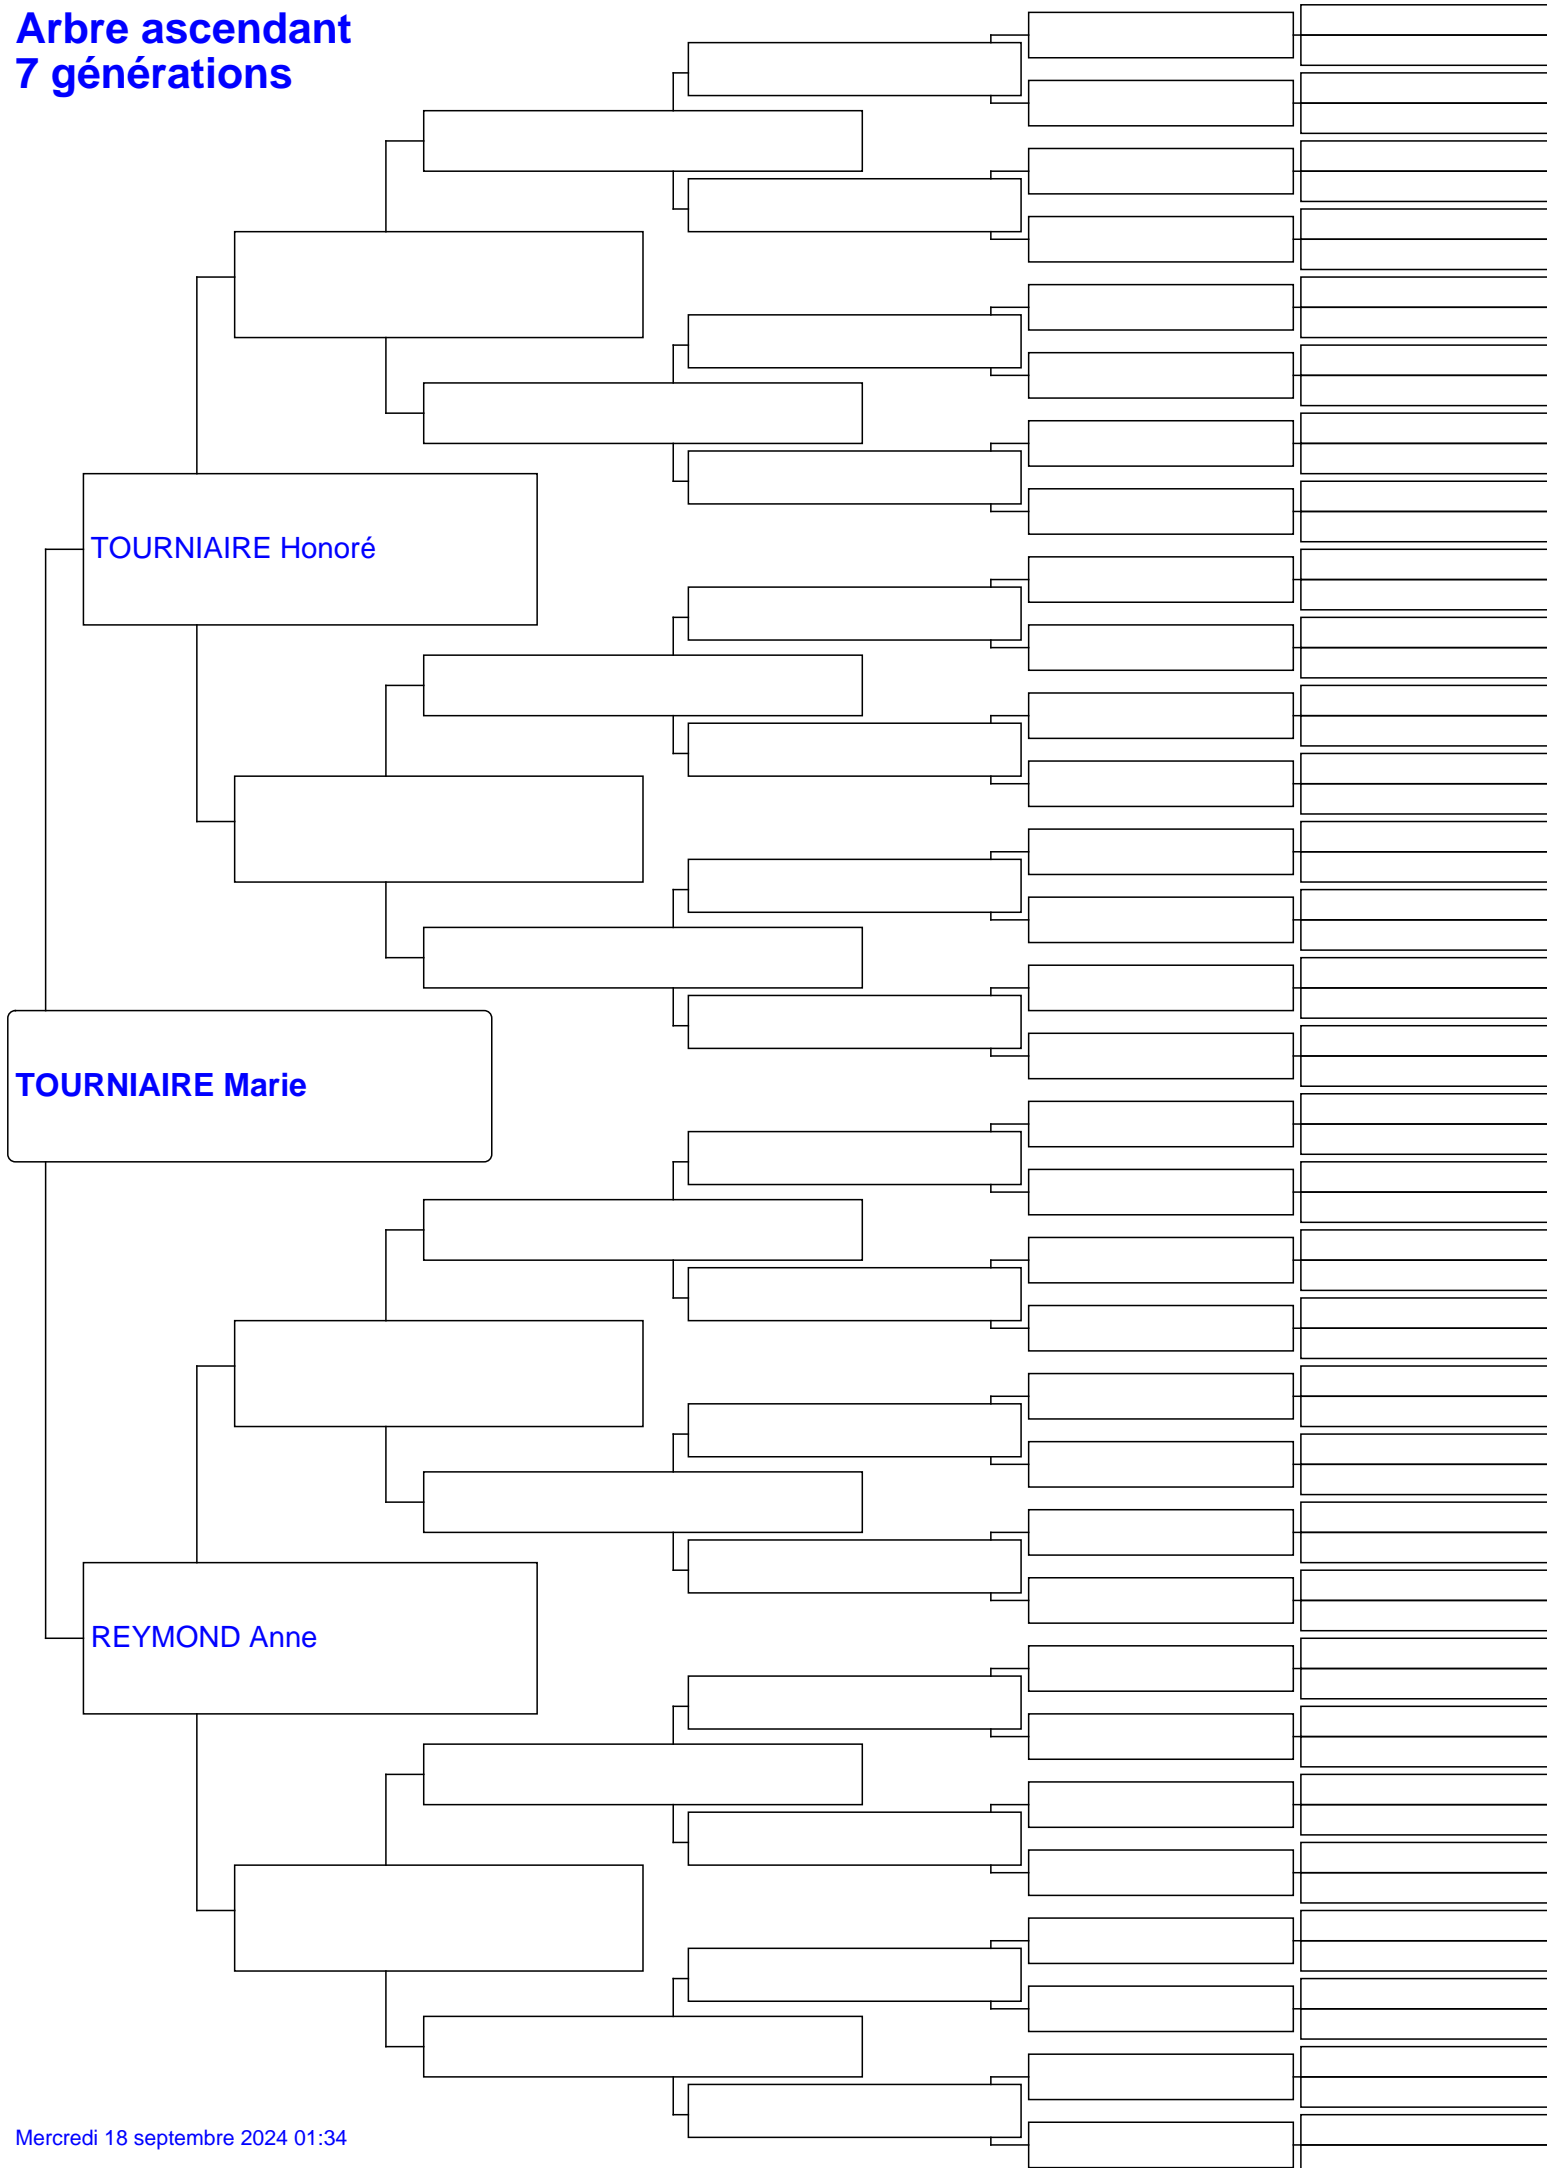 Arbre ascendant
7 générations
TOURNIAIRE Honoré
TOURNIAIRE Marie
REYMOND Anne
Mercredi 18 septembre 2024 01:34